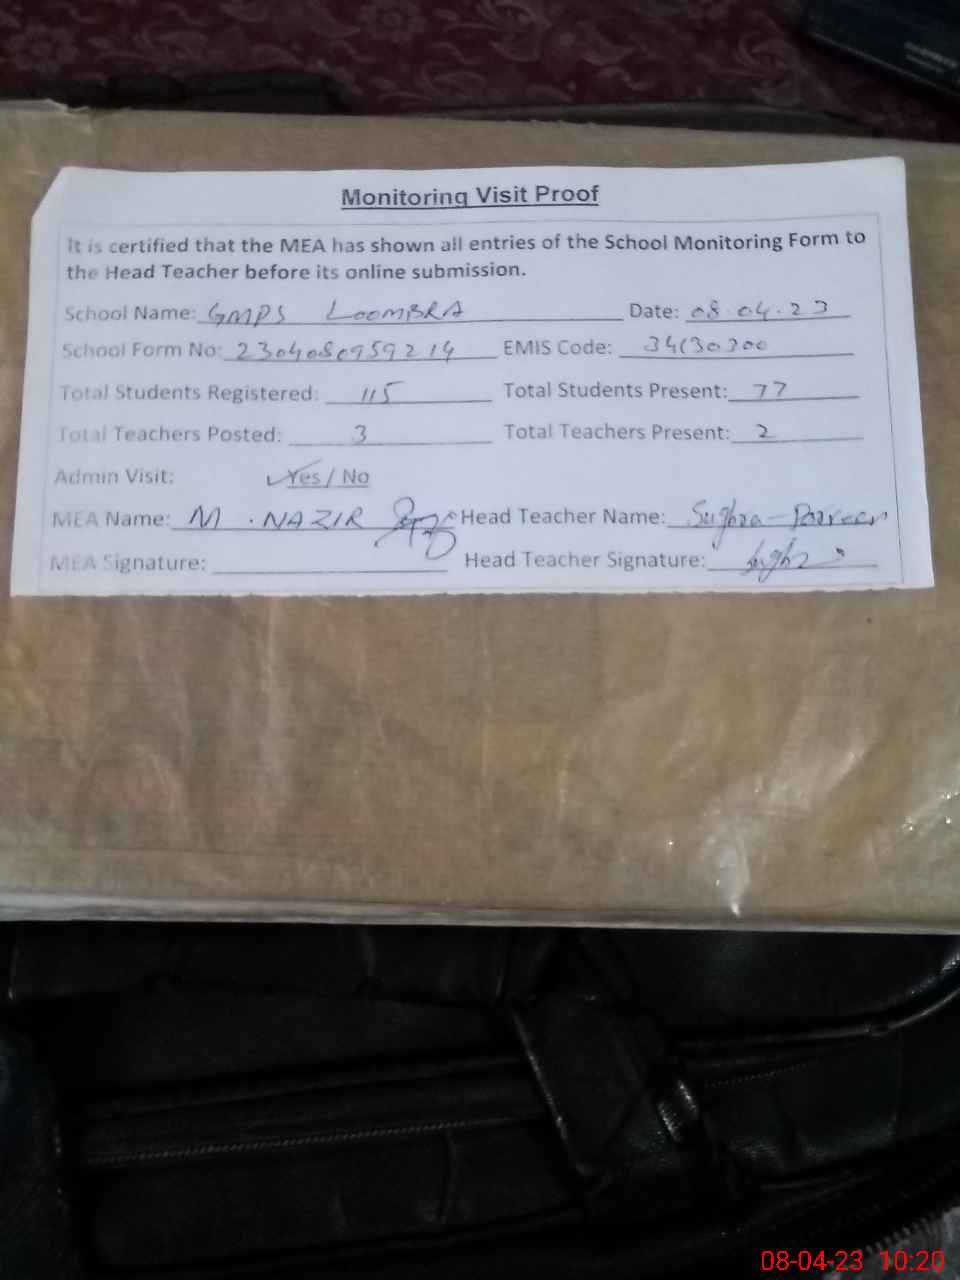 Monitoring Visit Proof
It is certified that the MEA has shown all entries of the School Monitoring Form to
the Head Teacher before its online submission.
School Name: GMPS LOOMBRA Date: 08.04.23
School Form No: 2304080959214 EMIS Code:
Total Students Registered: 115 Total Students Present: 77
Total Teachers Posted: 3 Total Teachers Present: 2
Admin Visit: Yes / No
MEA Name: M. NAZIR Head Teacher Name: Sughra-Parveen
MEA Signature: Head Teacher Signature:
08-04-23 10:20